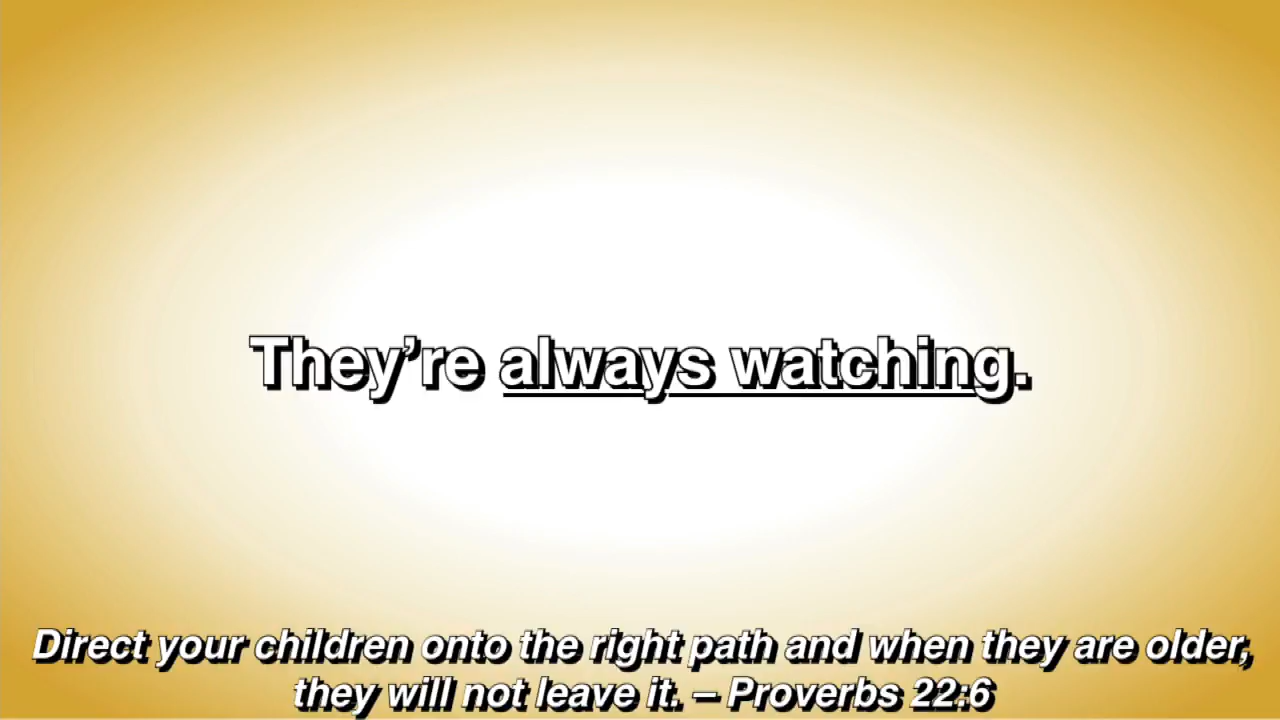 They’re always watching.
Direct your children onto the right path and when they are older,
they will not leave it. – Proverbs 22:6